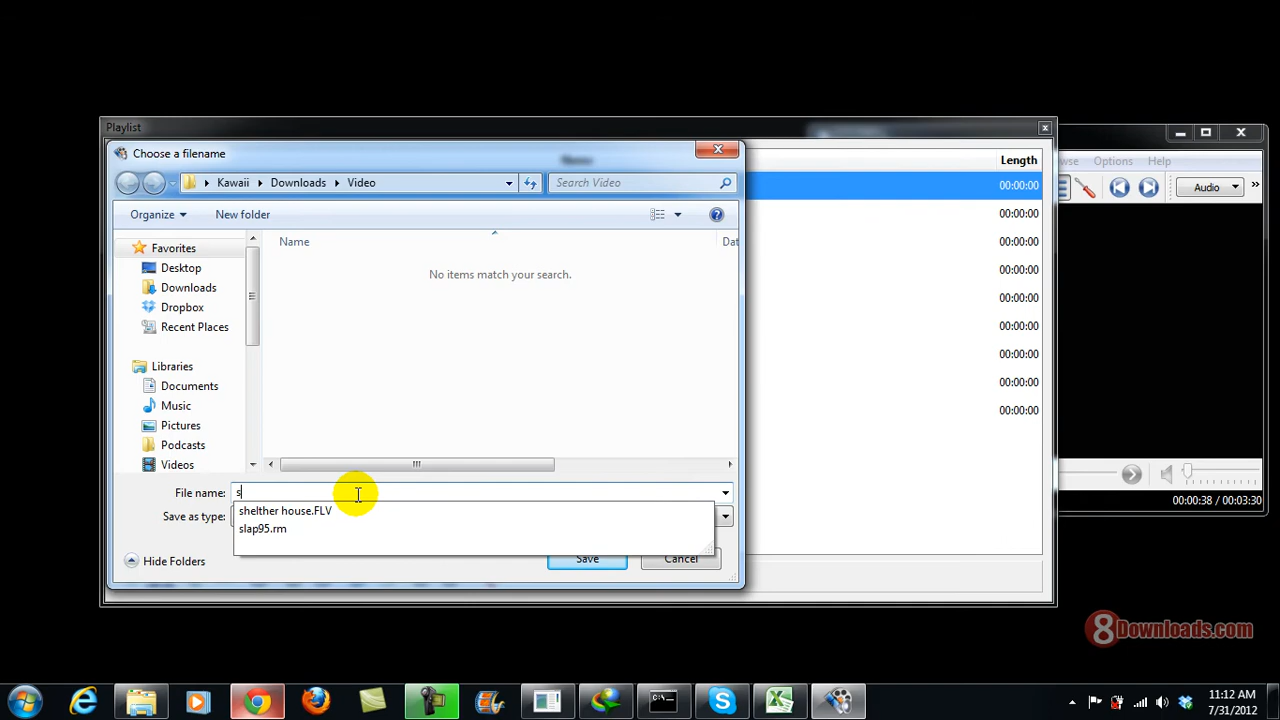 Playlist
Choose a filename
Kawaii Downloads Video
Search Video
Organize
New folder
Name
Favorites
Desktop
Downloads
Dropbox
Recent Places
Libraries
Documents
Music
Pictures
Podcasts
Videos
No items match your search.
File name: s
shelther house.FLV
slap95.rm
Save as type:
Hide Folders
Save
Cancel
Length
00:00:00
00:00:00
00:00:00
00:00:00
00:00:00
00:00:00
00:00:00
00:00:00
00:00:00
Options
Help
Audio
00:00:38 / 00:03:30
8Downloads.com
11:12 AM
7/31/2012